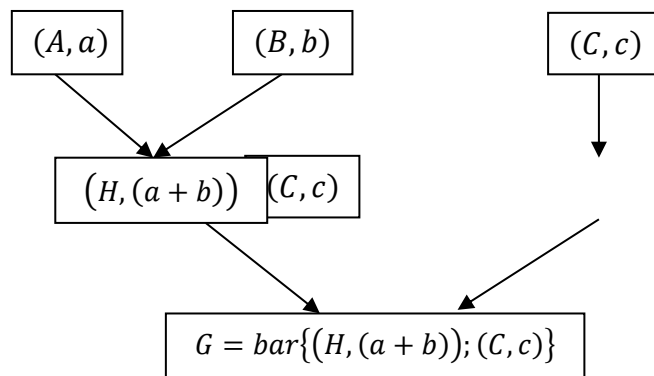 (A, a) (B, b) (C, c)
(H, (a + b)) (C, c)
G = bar{(H, (a + b)); (C, c)}